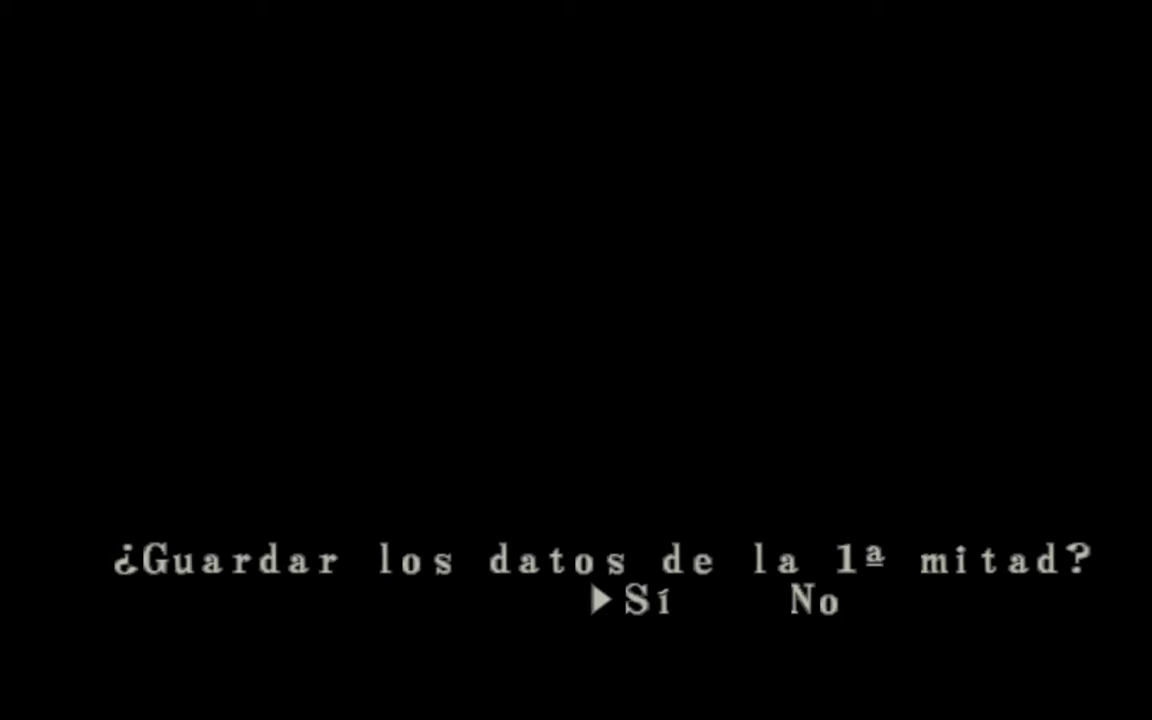 ¿Guardar los datos de la 1ª mitad?
▶Sí No